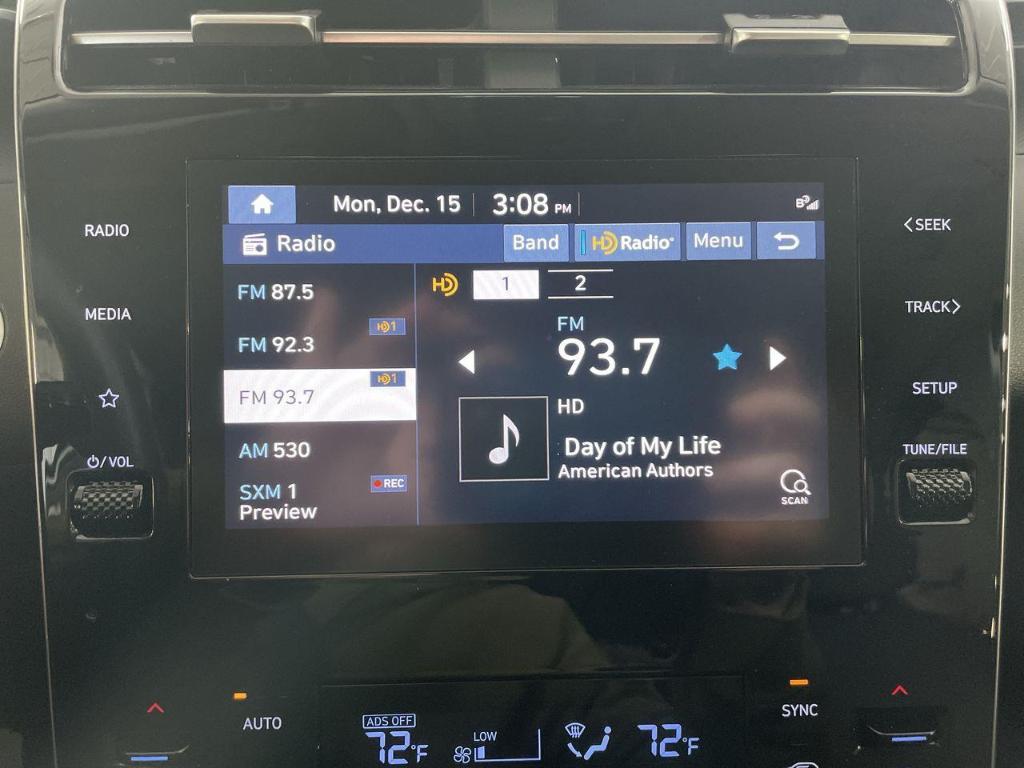 Mon, Dec. 15 3:08 PM
B
RADIO
< SEEK
Radio Band HD Radio Menu
FM 87.5
HD 1 2
MEDIA
TRACK >
HD1
FM 92.3
FM
93.7
HD1
FM 93.7
SETUP
HD
AM 530
Day of My Life
American Authors
/VOL
TUNE/FILE
SXM 1
REC
Preview
SCAN
AUTO
SYNC
ADS OFF
72°F
LOW
72°F